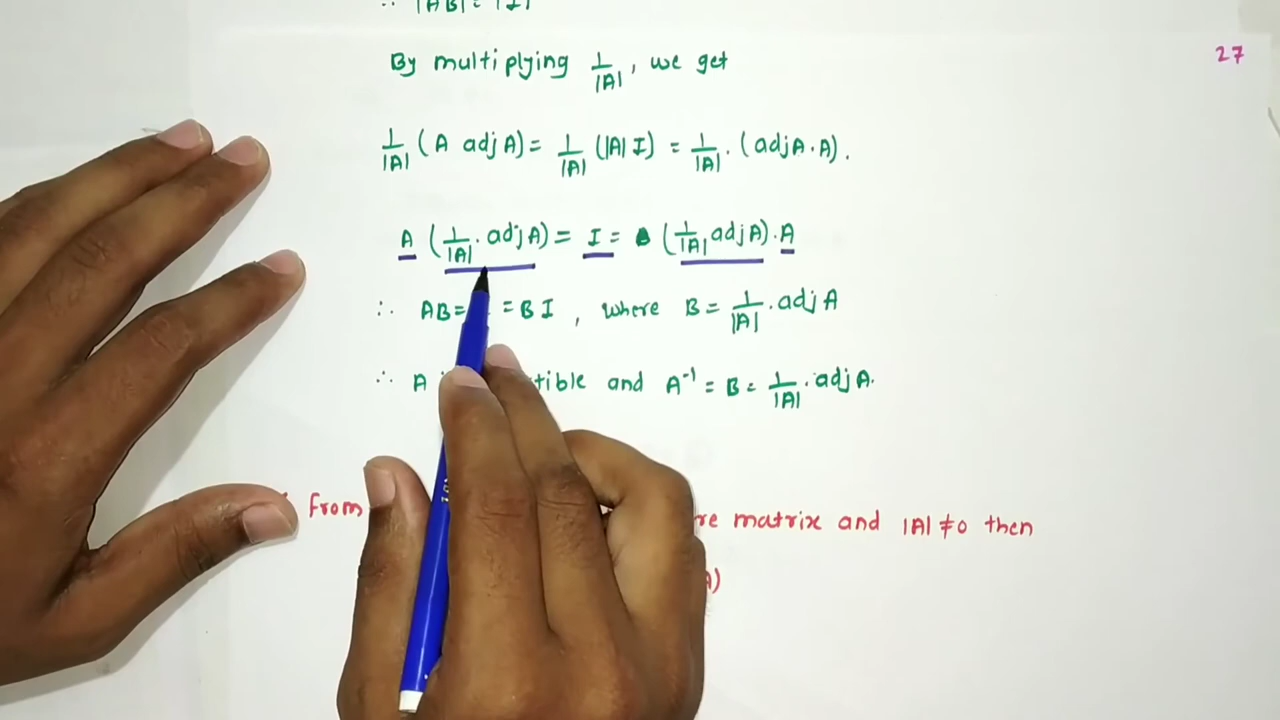 ∴ |AB| = |I|
27
By multiplying 1/|A|, we get
1/|A| (A adj A) = 1/|A| (|A| I) = 1/|A| · (adj A · A).
A (1/|A| · adj A) = I = (1/|A| adj A) · A
∴ AB = = B I , where B = 1/|A| · adj A
∴ A tible and A⁻¹ = B = 1/|A| · adj A.
from re matrix and |A| ≠ 0 then
A)